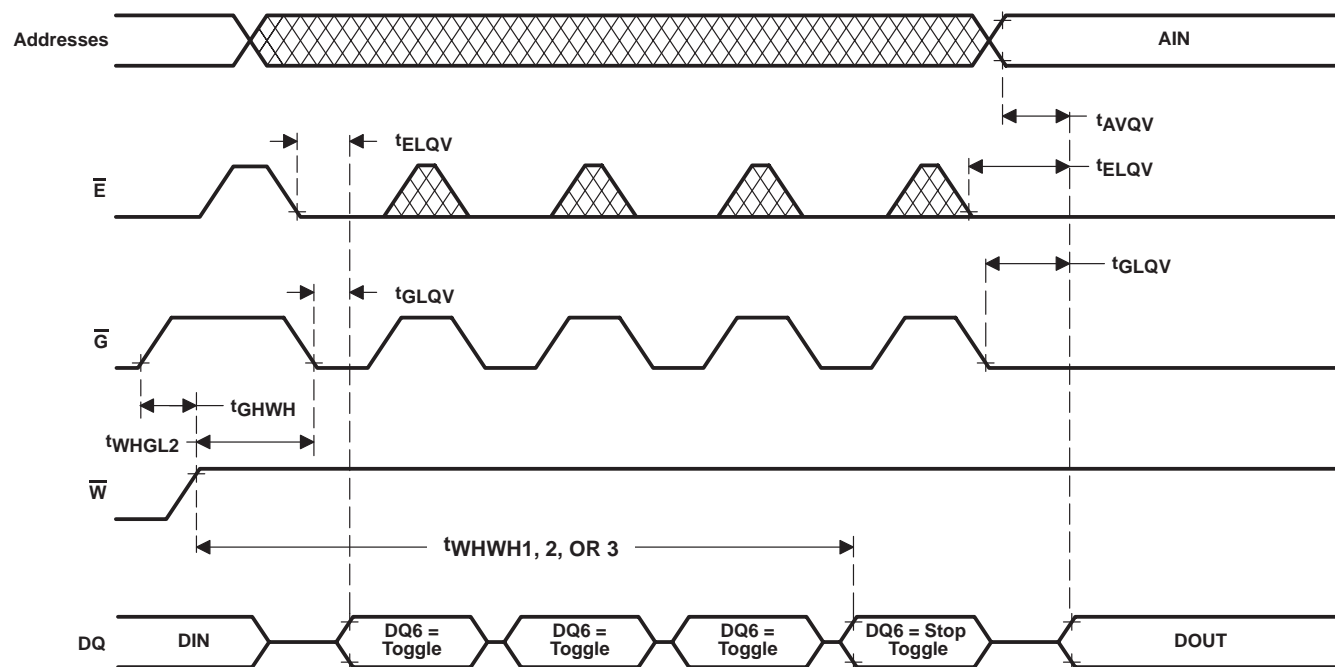 Addresses
AIN
tAVQV
tELQV
tELQV
E
tGLQV
tGLQV
G
tGHWH
tWHGL2
W
tWHWH1, 2, OR 3
DQ
DIN
DQ6 =
Toggle
DQ6 =
Toggle
DQ6 =
Toggle
DQ6 = Stop
Toggle
DOUT